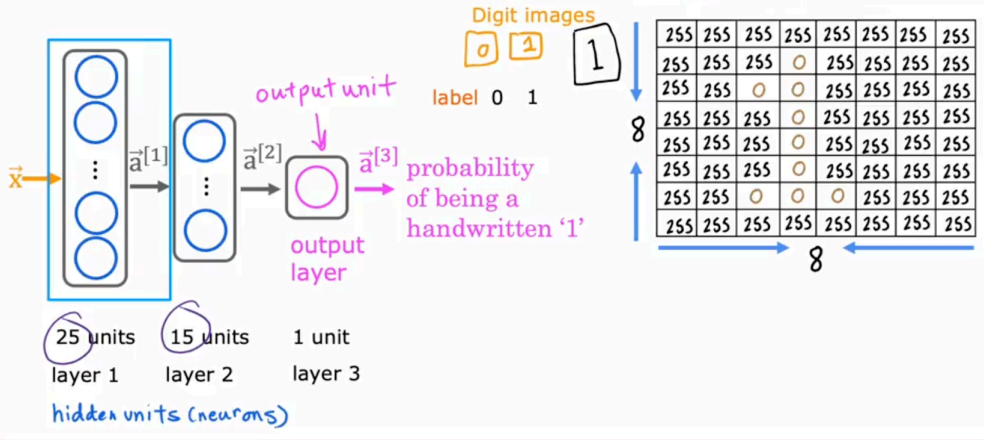 Digit images
0 1
1
label 0 1
output unit
x⃗
a⃗[1]
a⃗[2]
a⃗[3]
probability
of being a
handwritten ‘1’
output
layer
25 units 15 units 1 unit
layer 1 layer 2 layer 3
hidden units (neurons)
8
255 255 255 255 255 255 255 255
255 255 255 0 255 255 255 255
255 255 0 0 255 255 255 255
255 255 255 0 255 255 255 255
255 255 255 0 255 255 255 255
255 255 255 0 255 255 255 255
255 255 0 0 0 255 255 255
255 255 255 255 255 255 255 255
8